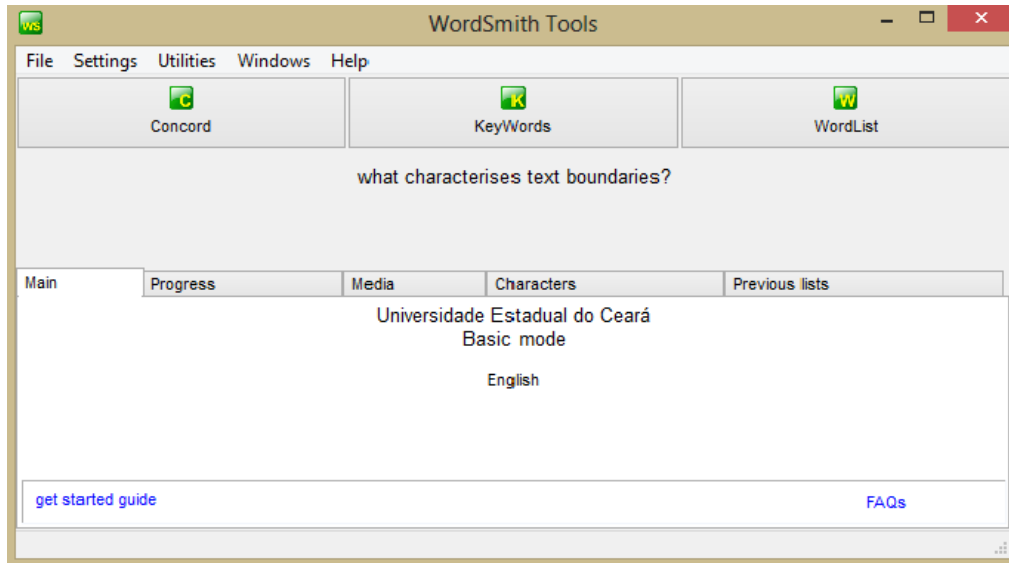 WS WordSmith Tools
File Settings Utilities Windows Help
C K W
Concord KeyWords WordList
what characterises text boundaries?
Main Progress Media Characters Previous lists
Universidade Estadual do Ceará
Basic mode
English
get started guide FAQs